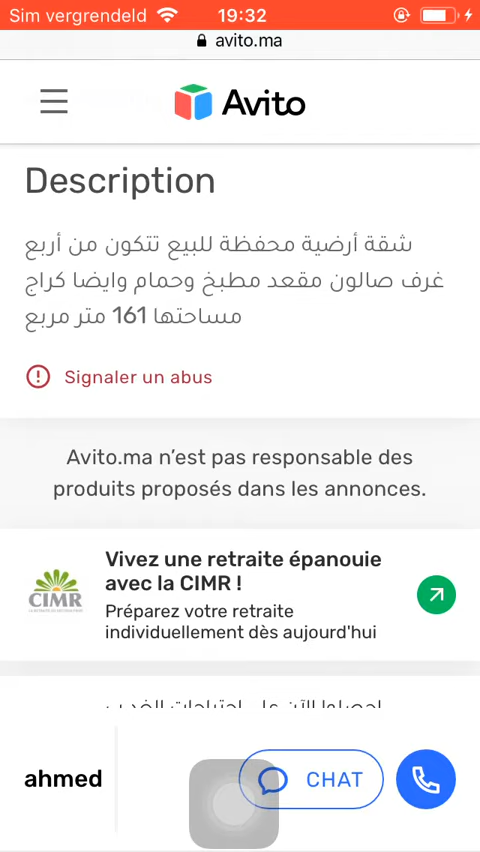 Sim vergrendeld
19:32
avito.ma
Avito
Description
شقة أرضية محفظة للبيع تتكون من أربع
غرف صالون مقعد مطبخ وحمام وايضا كراج
مساحتها 161 متر مربع
Signaler un abus
Avito.ma n’est pas responsable des
produits proposés dans les annonces.
CIMR
Vivez une retraite épanouie
avec la CIMR !
Préparez votre retraite
individuellement dès aujourd'hui
ahmed
CHAT